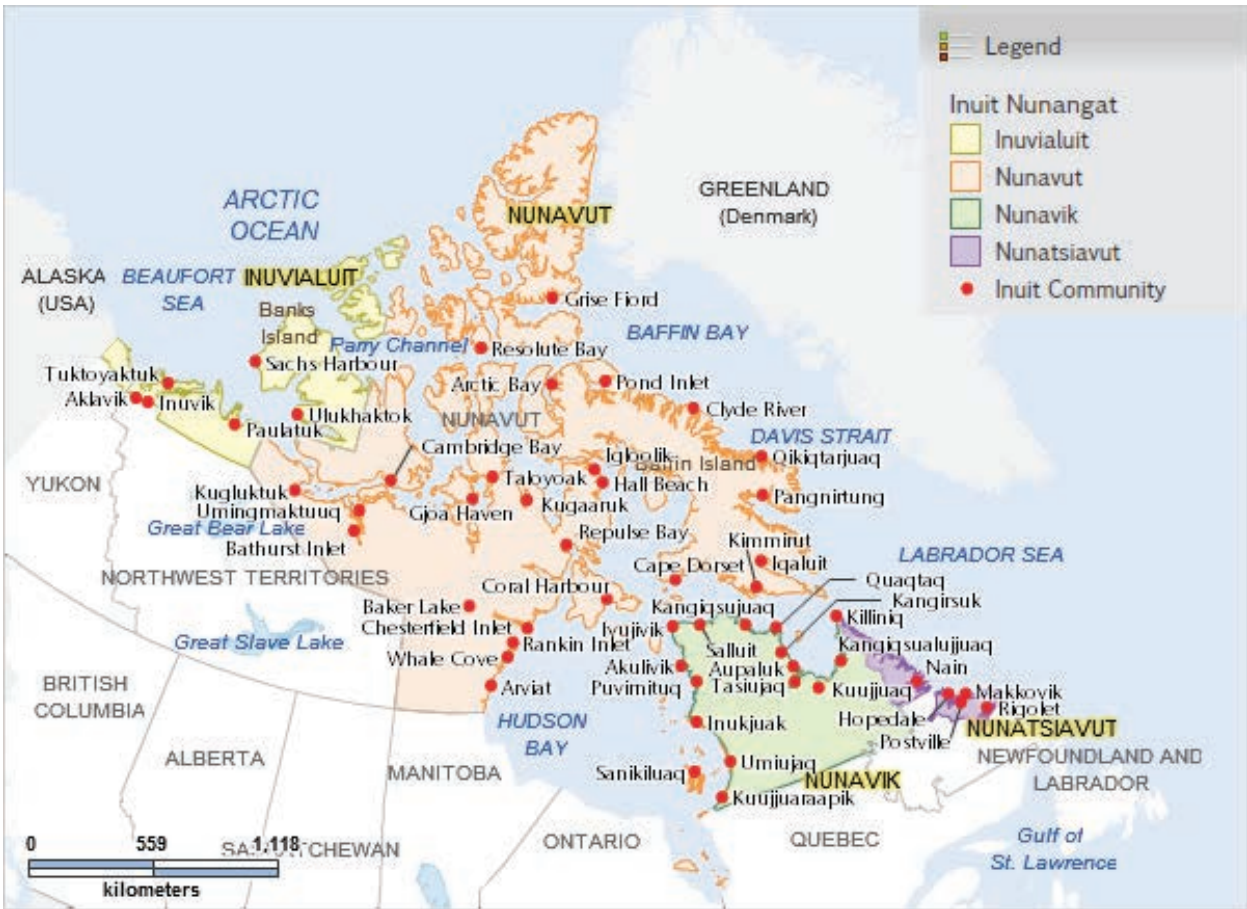 Legend
Inuit Nunangat
Inuvialuit
Nunavut
Nunavik
Nunatsiavut
Inuit Community
ARCTIC
OCEAN
NUNAVUT
GREENLAND
(Denmark)
ALASKA
(USA)
BEAUFORT
SEA
INUVIALUIT
Banks
Island
Grise Fiord
BAFFIN BAY
Parry Channel
Resolute Bay
Sachs Harbour
Tuktoyaktuk
Aklavik
Inuvik
Paulatuk
Ulukhaktok
Arctic Bay
Pond Inlet
NUNAVUT
Clyde River
Cambridge Bay
DAVIS STRAIT
Igloolik
Baffin Island
Qikiqtarjuaq
YUKON
Taloyoak
Hall Beach
Kugluktuk
Umingmaktuuq
Gjoa Haven
Kugaaruk
Pangnirtung
Great Bear Lake
Bathurst Inlet
Repulse Bay
Kimmirut
LABRADOR SEA
Cape Dorset
Iqaluit
NORTHWEST TERRITORIES
Coral Harbour
Quaqtaq
Kangirsuk
Baker Lake
Kangiqsujuaq
Killiniq
Chesterfield Inlet
Ivujivik
Great Slave Lake
Rankin Inlet
Salluit
Kangiqsualujjuaq
Whale Cove
Akulivik
Aupaluk
Nain
BRITISH
COLUMBIA
Arviat
Puvirnituq
Tasiujaq
Kuujjuaq
Makkovik
Rigolet
HUDSON
BAY
Inukjuak
Hopedale
Postville
NUNATSIAVUT
ALBERTA
MANITOBA
Sanikiluaq
Umiujaq
NUNAVIK
NEWFOUNDLAND AND
LABRADOR
Kuujjuaraapik
ONTARIO
QUEBEC
Gulf of
St. Lawrence
0 559 1,118
SASKATCHEWAN
kilometers